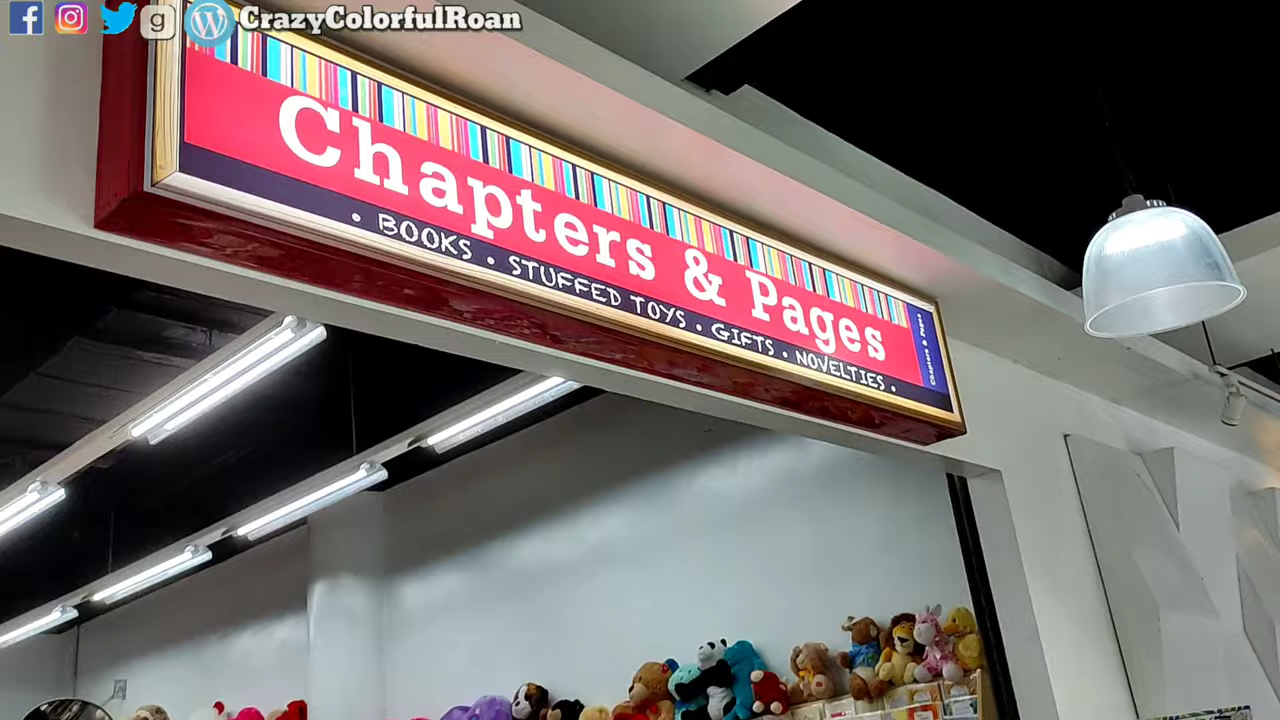 g CrazyColorfulRoan
Chapters & Pages
• BOOKS • STUFFED TOYS • GIFTS • NOVELTIES •
Chapters & Pages